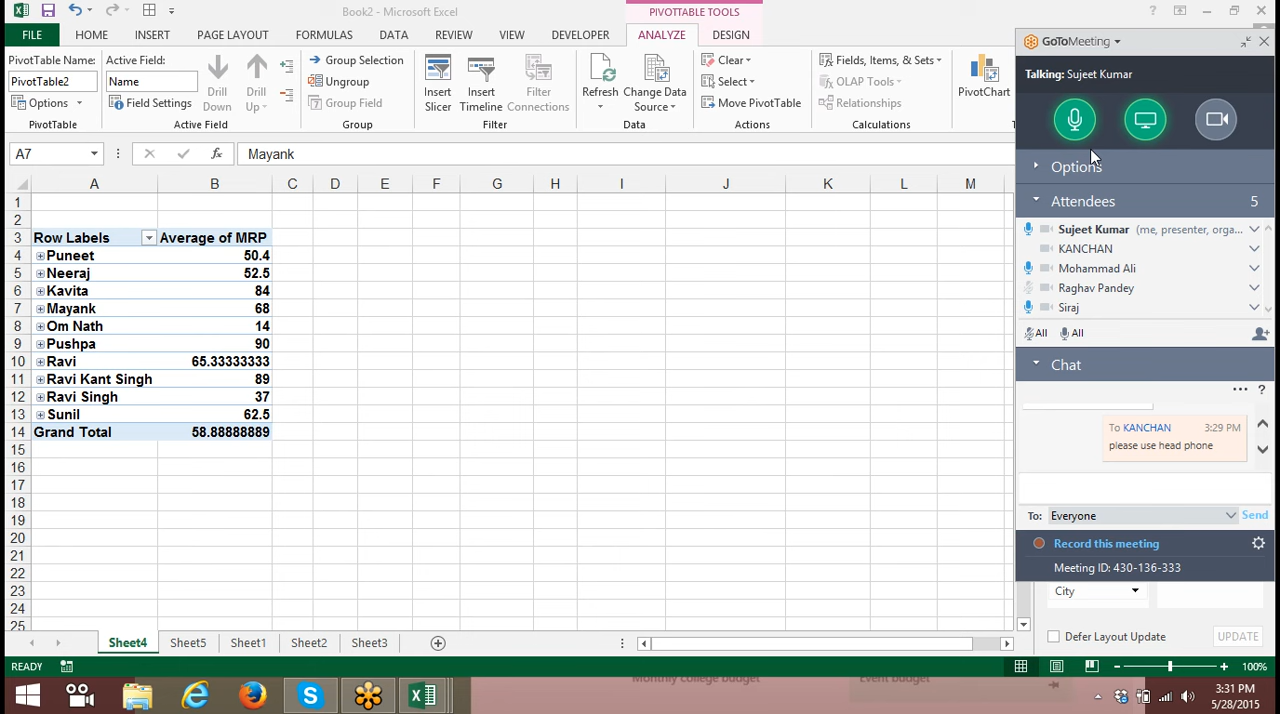 Book2 - Microsoft Excel
PIVOTTABLE TOOLS
FILE HOME INSERT PAGE LAYOUT FORMULAS DATA REVIEW VIEW DEVELOPER ANALYZE DESIGN
PivotTable Name:
PivotTable2
Options
PivotTable
Active Field:
Name
Field Settings
Drill Down
Drill Up
Active Field
Group Selection
Ungroup
Group Field
Group
Insert Slicer
Insert Timeline
Filter Connections
Filter
Refresh
Change Data Source
Data
Clear
Select
Move PivotTable
Actions
Fields, Items, & Sets
OLAP Tools
Relationships
Calculations
PivotChart
A7 fx Mayank
A B C D E F G H I J K L M
1
2
3 Row Labels Average of MRP
4 Puneet 50.4
5 Neeraj 52.5
6 Kavita 84
7 Mayank 68
8 Om Nath 14
9 Pushpa 90
10 Ravi 65.33333333
11 Ravi Kant Singh 89
12 Ravi Singh 37
13 Sunil 62.5
14 Grand Total 58.88888889
15
16
17
18
19
20
21
22
23
24
25
Sheet4 Sheet5 Sheet1 Sheet2 Sheet3
READY
100%
GoToMeeting
Talking: Sujeet Kumar
Options
Attendees 5
Sujeet Kumar (me, presenter, orga...
KANCHAN
Mohammad Ali
Raghav Pandey
Siraj
All All
Chat
... ?
To KANCHAN 3:29 PM
please use head phone
To: Everyone Send
Record this meeting
Meeting ID: 430-136-333
City
Defer Layout Update UPDATE
Monthly college budget
Event budget
3:31 PM
5/28/2015